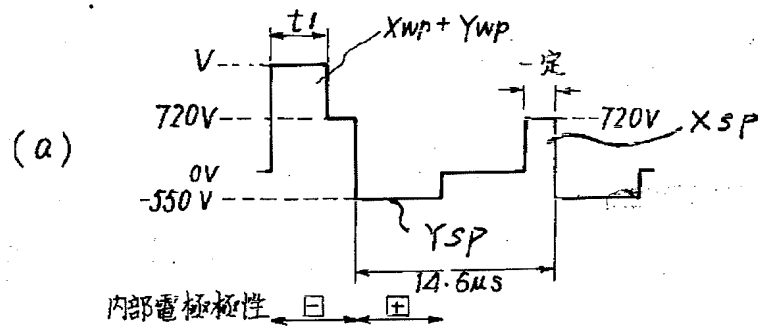 t1
Xwp + Ywp
V
一定
720V
720V
XSP
(a)
0V
-550V
YSP
14.6μs
内部電極極性
⊟
⊞